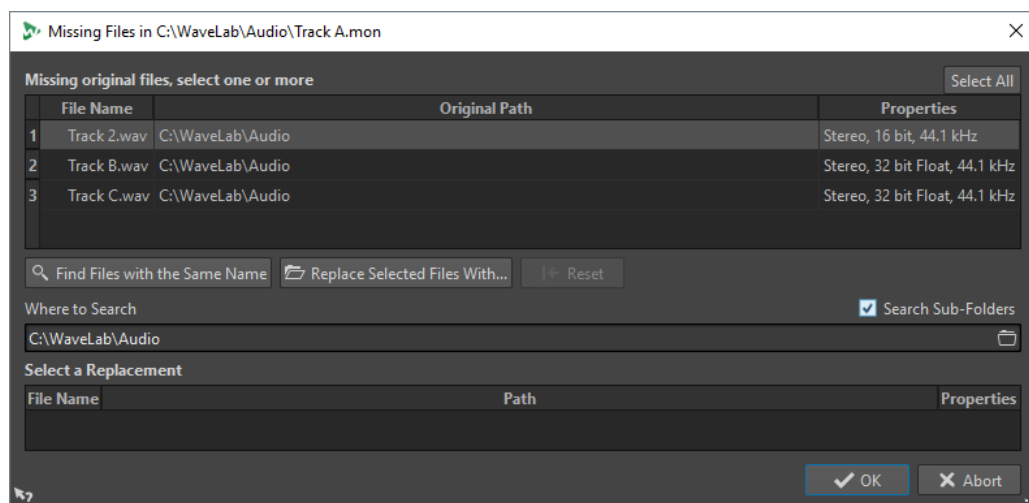 Missing Files in C:\WaveLab\Audio\Track A.mon
Missing original files, select one or more Select All
File Name Original Path Properties
1 Track 2.wav C:\WaveLab\Audio Stereo, 16 bit, 44.1 kHz
2 Track B.wav C:\WaveLab\Audio Stereo, 32 bit Float, 44.1 kHz
3 Track C.wav C:\WaveLab\Audio Stereo, 32 bit Float, 44.1 kHz
Find Files with the Same Name Replace Selected Files With... Reset
Where to Search Search Sub-Folders
C:\WaveLab\Audio
Select a Replacement
File Name Path Properties
OK Abort